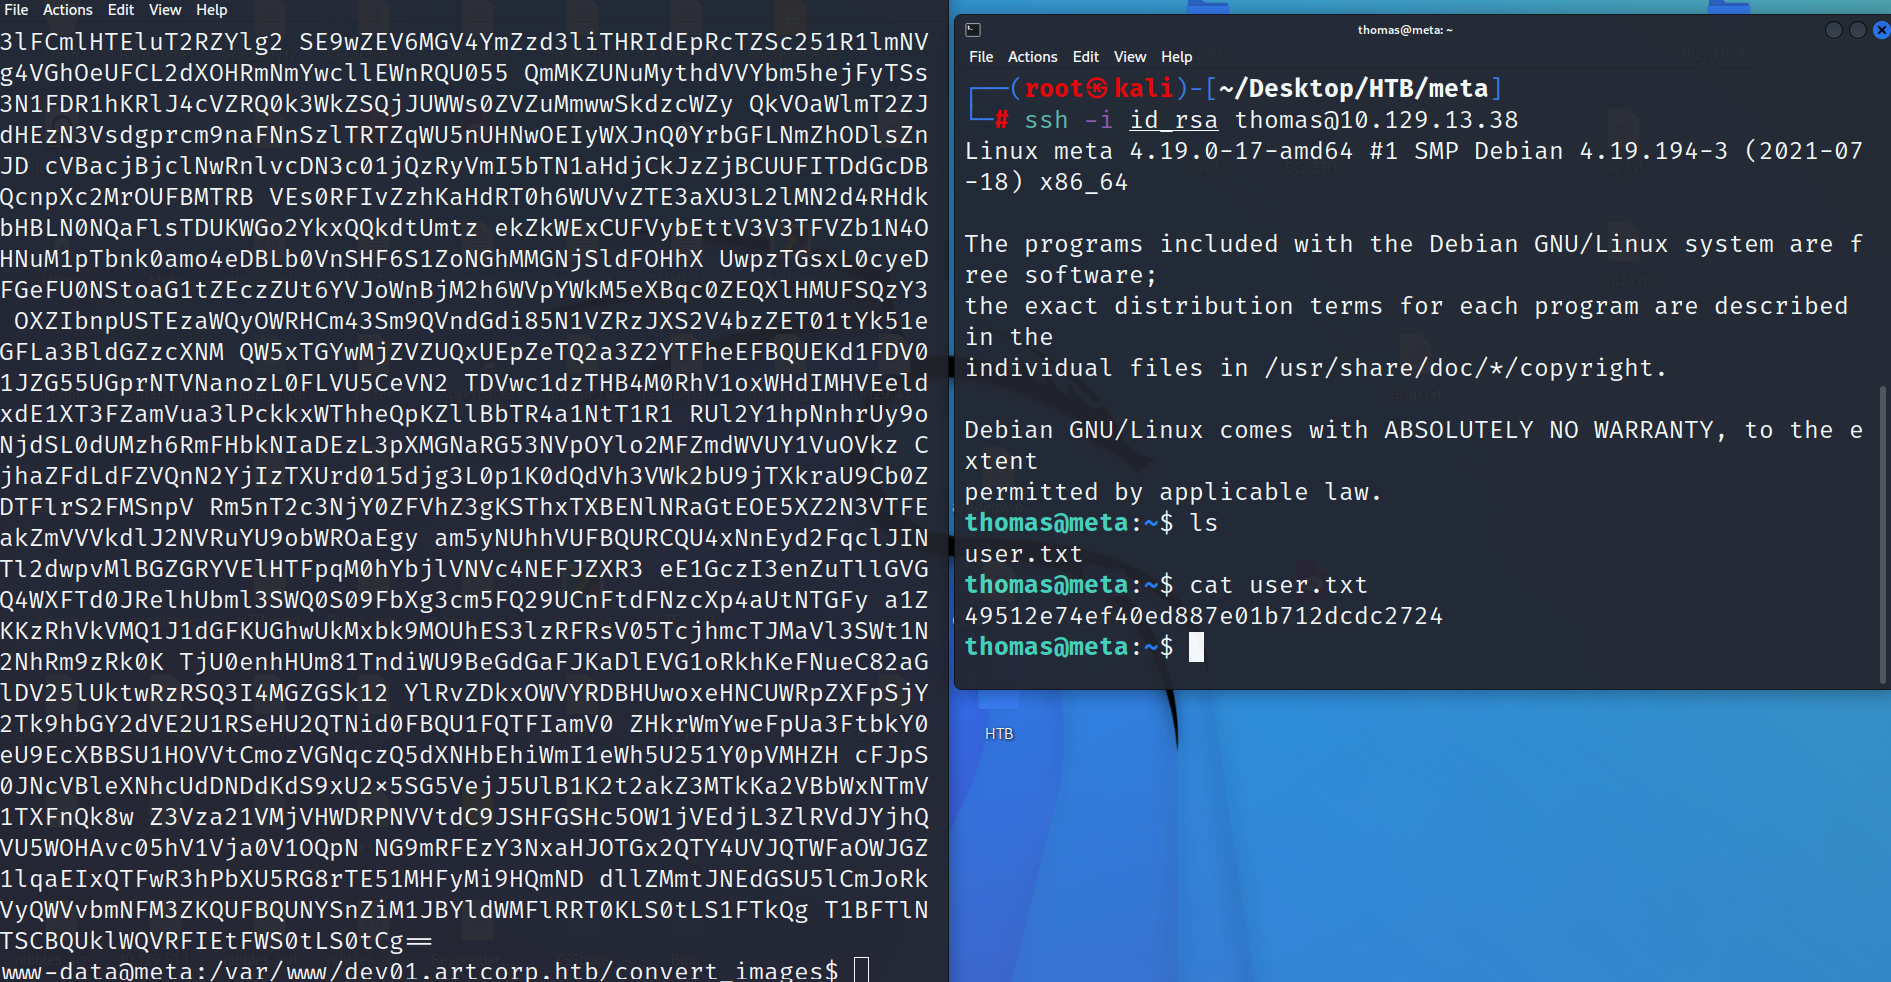 File Actions Edit View Help
3lFCmlHTEluT2RZYlg2 SE9wZEV6MGV4YmZzd3liTHRIdEpRcTZSc251R1lmNV
g4VGhOeUFCL2dXOHRmNmYwcllEWnRQU055 QmMKZUNuMythdVVYbm5hejFyTSs
3N1FDR1hKRlJ4cVZRQ0k3WkZSQjJUWWs0ZVZuMmwwSkdzcWZy QkVOaWlmT2ZJ
dHEzN3Vsdgprcm9naFNnSzlTRTZqWU5nUHNwOEIyWXJnQ0YrbGFLNmZhODlsZn
JD cVBacjBjclNwRnlvcDN3c01jQzRyVmI5bTN1aHdjCkJzZjBCUUFITDdGcDB
QcnpXc2MrOUFBMTRB VEs0RFIvZzhKaHdRT0h6WUVvZTE3aXU3L2lMN2d4RHdk
bHBLN0NQaFlsTDUKWGo2YkxQQkdtUmtz ekZkWExCUFVybEttV3V3TFVZb1N4O
HNuM1pTbnk0amo4eDBLb0VnSHF6S1ZoNGhMMGNjSldFOHhX UwpzTGsxL0cyeD
FGeFU0NStoaG1tZEczZUt6YVJoWnBjM2h6WVpYWkM5eXBqc0ZEQXlHMUFSQzY3
OXZIbnpUSTEzaWQyOWRHCm43Sm9QVndGdi85N1VZRzJXS2V4bzZET01tYk51e
GFLa3BldGZzcXNM QW5xTGYwMjZVZUQxUEpZeTQ2a3Z2YTFheEFBQUEKd1FDV0
1JZG55UGprNTVNanozL0FLVU5CeVN2 TDVwc1dzTHB4M0RhV1oxWHdIMHVEeld
xdE1XT3FZamVua3lPckkxWThheQpKZllBbTR4a1NtT1R1 RUl2Y1hpNnhrUy9o
NjdSL0dUMzh6RmFHbkNIaDEzL3pXMGNaRG53NVpOYlo2MFZmdWVUY1VuOVkz C
jhaZFdLdFZVQnN2YjIzTXUrd015djg3L0p1K0dQdVh3VWk2bU9jTXkraU9Cb0Z
DTFlrS2FMSnpV Rm5nT2c3NjY0ZFVhZ3gKSThxTXBENlNRaGtEOE5XZ2N3VTFE
akZmVVVkdlJ2NVRuYU9obWROaEgy am5yNUhhVUFBQURCQU4xNnEyd2FqclJIN
Tl2dwpvMlBGZGRYVElHTFpqM0hYbjlVNVc4NEFJZXR3 eE1GczI3enZuTllGVG
Q4WXFTd0JRelhUbml3SWQ0S09FbXg3cm5FQ29UCnFtdFNzcXp4aUtNTGFy a1Z
KKzRhVkVMQ1J1dGFKUGhwUkMxbk9MOUhES3lzRFRsV05TcjhmcTJMaVl3SWt1N
2NhRm9zRk0K TjU0enhHUm81TndiWU9BeGdGaFJKaDlEVG1oRkhKeFNueC82aG
lDV25lUktwRzRSQ3I4MGZGSk12 YlRvZDkxOWVYRDBHUwoxeHNCUWRpZXFpSjY
2Tk9hbGY2dVE2U1RSeHU2QTNid0FBQU1FQTFIamV0 ZHkrWmYweFpUa3FtbkY0
eU9EcXBBSU1HOVVtCmozVGNqczQ5dXNHbEhiWmI1eWh5U251Y0pVMHZH cFJpS
0JNcVBleXNhcUdDNDdKdS9xU2×5SG5VejJ5UlB1K2t2akZ3MTkKa2VBbWxNTmV
1TXFnQk8w Z3Vza21VMjVHWDRPNVVtdC9JSHFGSHc5OW1jVEdjL3ZlRVdJYjhQ
VU5WOHAvc05hV1Vja0V1OQpN NG9mRFEzY3NxaHJOTGx2QTY4UVJQTWFaOWJGZ
1lqaEIxQTFwR3hPbXU5RG8rTE51MHFyMi9HQmND dllZMmtJNEdGSU5lCmJoRk
VyQWVvbmNFM3ZKQUFBQUNYSnZiM1JBYldWMFlRRT0KLS0tLS1FTkQg T1BFTlN
TSCBQUklWQVRFIEtFWS0tLS0tCg==
www-data@meta:/var/www/dev01.artcorp.htb/convert_images$
thomas@meta: ~
File Actions Edit View Help
┌──(root㉿kali)-[~/Desktop/HTB/meta]
└─# ssh -i id_rsa thomas@10.129.13.38
Linux meta 4.19.0-17-amd64 #1 SMP Debian 4.19.194-3 (2021-07
-18) x86_64
The programs included with the Debian GNU/Linux system are f
ree software;
the exact distribution terms for each program are described
in the
individual files in /usr/share/doc/*/copyright.
Debian GNU/Linux comes with ABSOLUTELY NO WARRANTY, to the e
xtent
permitted by applicable law.
thomas@meta:~$ ls
user.txt
thomas@meta:~$ cat user.txt
49512e74ef40ed887e01b712dcdc2724
thomas@meta:~$
HTB